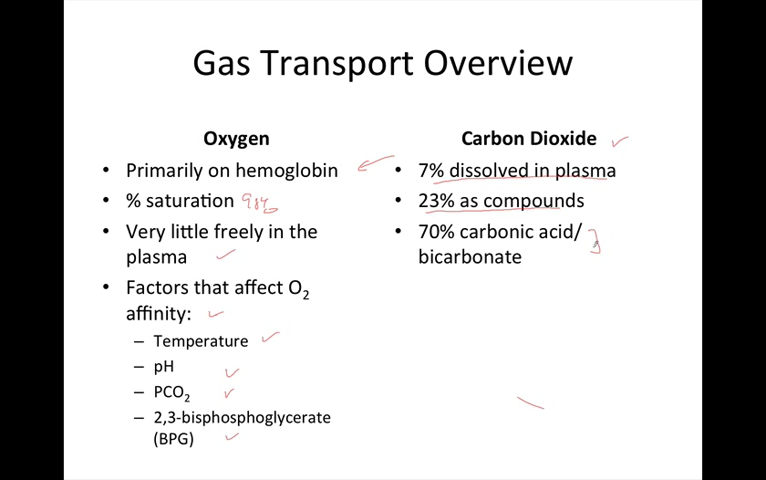 Gas Transport Overview
Oxygen
• Primarily on hemoglobin
• % saturation 98%
• Very little freely in the
plasma
• Factors that affect O₂
affinity:
– Temperature
– pH
– PCO₂
– 2,3-bisphosphoglycerate
(BPG)
Carbon Dioxide
• 7% dissolved in plasma
• 23% as compounds
• 70% carbonic acid/
bicarbonate